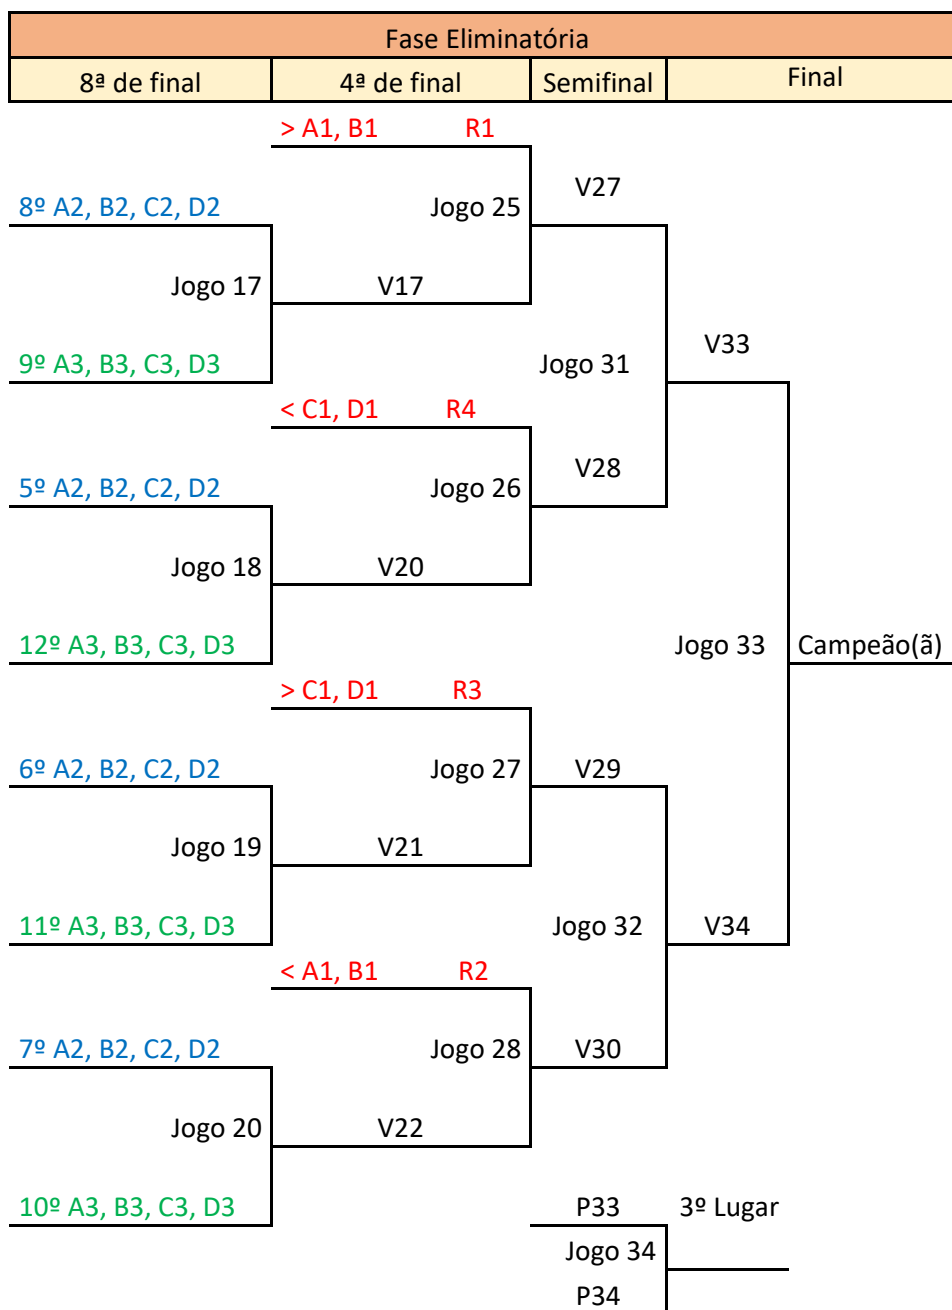 Fase Eliminatória
8ª de final 4ª de final Semifinal Final
> A1, B1 R1
V27
8º A2, B2, C2, D2 Jogo 25
Jogo 17 V17
V33
9º A3, B3, C3, D3 Jogo 31
< C1, D1 R4
V28
5º A2, B2, C2, D2 Jogo 26
Jogo 18 V20
12º A3, B3, C3, D3 Jogo 33 Campeão(ã)
> C1, D1 R3
6º A2, B2, C2, D2 Jogo 27 V29
Jogo 19 V21
11º A3, B3, C3, D3 Jogo 32 V34
< A1, B1 R2
7º A2, B2, C2, D2 Jogo 28 V30
Jogo 20 V22
10º A3, B3, C3, D3 P33 3º Lugar
Jogo 34
P34